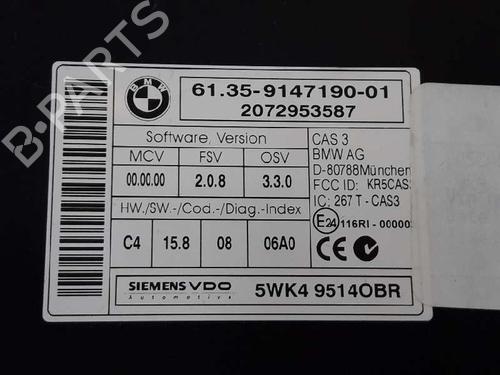 BMW
61.35-9147190-01
2072953587
Software, Version
MCV FSV OSV
00.00.00 2.0.8 3.3.0
HW./SW.-/Cod.-/Diag.-Index
C4 15.8 08 06A0
CAS 3
BMW AG
D-80788München
FCC ID: KR5CAS
IC: 267 T - CAS3
E24 116RI - 00000
CE
SIEMENS VDO
Automotive
5WK4 9514OBR
B-PARTS